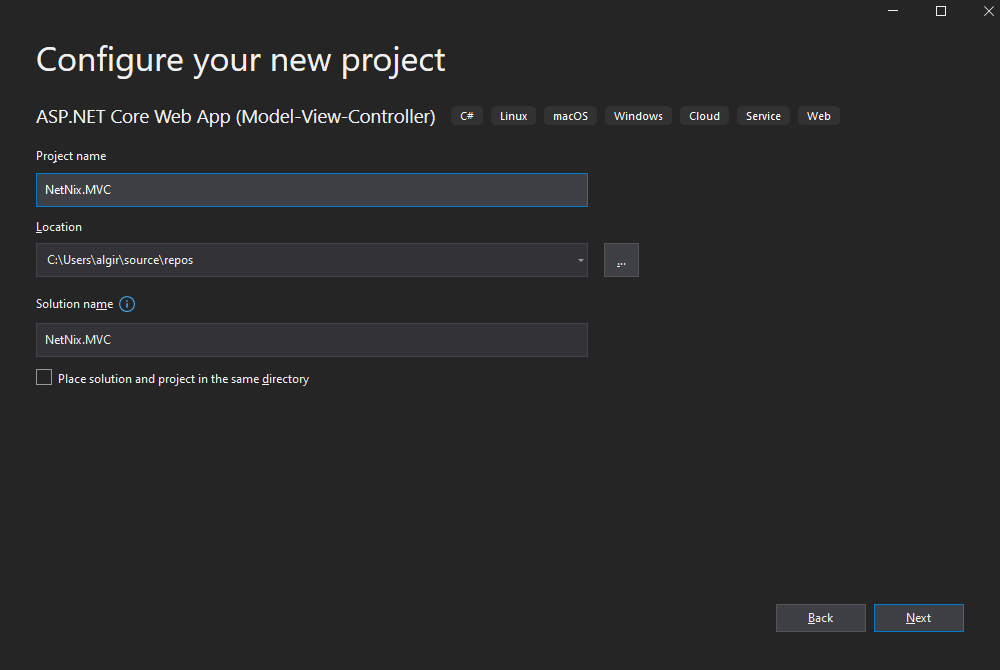 Configure your new project
ASP.NET Core Web App (Model-View-Controller) C# Linux macOS Windows Cloud Service Web
Project name
NetNix.MVC
Location
C:\Users\algir\source\repos
...
Solution name
NetNix.MVC
Place solution and project in the same directory
Back Next